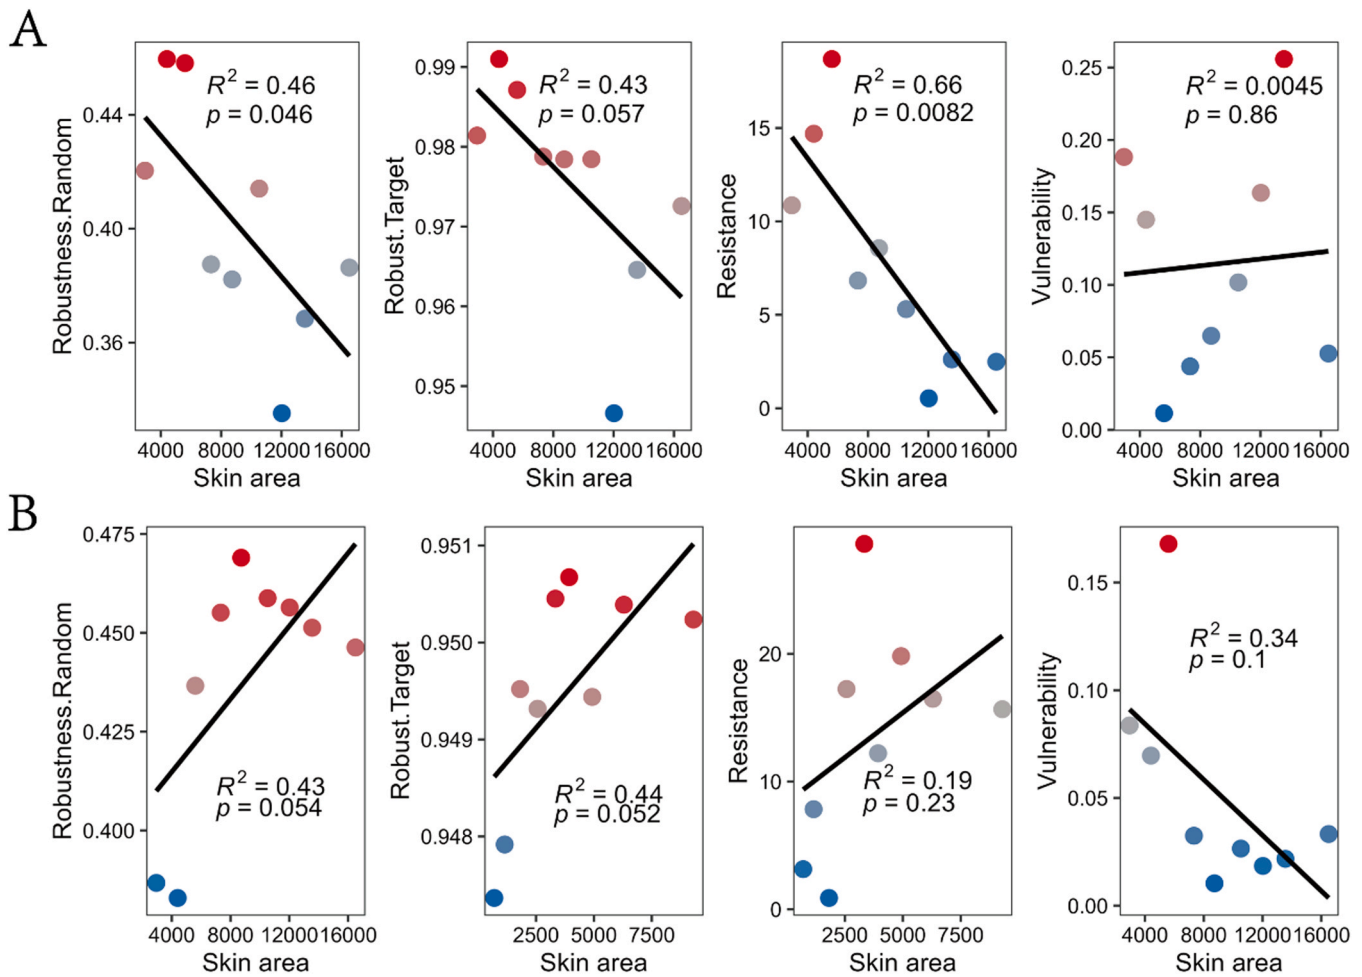 A
Robustness.Random
0.44
0.40
0.36
R² = 0.46
p = 0.046
4000 8000 12000 16000
Skin area
Robust.Target
0.99
0.98
0.97
0.96
0.95
R² = 0.43
p = 0.057
4000 8000 12000 16000
Skin area
Resistance
15
10
5
0
R² = 0.66
p = 0.0082
4000 8000 12000 16000
Skin area
Vulnerability
0.25
0.20
0.15
0.10
0.05
0.00
R² = 0.0045
p = 0.86
4000 8000 12000 16000
Skin area
B
Robustness.Random
0.475
0.450
0.425
0.400
R² = 0.43
p = 0.054
4000 8000 12000 16000
Skin area
Robust.Target
0.951
0.950
0.949
0.948
R² = 0.44
p = 0.052
2500 5000 7500
Skin area
Resistance
20
10
0
R² = 0.19
p = 0.23
2500 5000 7500
Skin area
Vulnerability
0.15
0.10
0.05
0.00
R² = 0.34
p = 0.1
4000 8000 12000 16000
Skin area